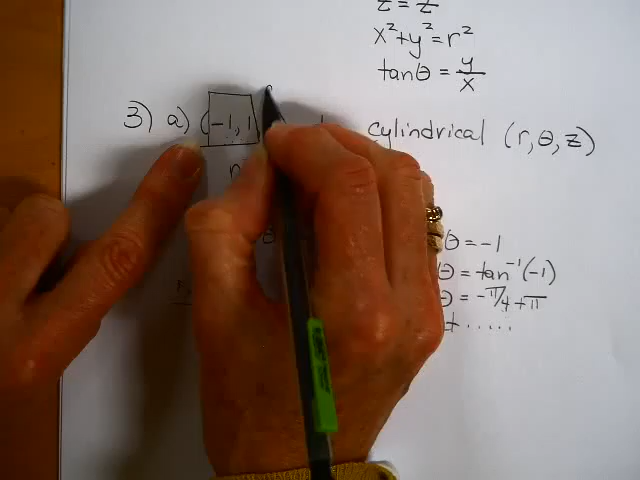 z = z
x² + y² = r²
tanθ = y/x
3) a) (-1, 1, cylindrical (r, θ, z)
θ = -1
θ = tan⁻¹(-1)
θ = -π/4 + π